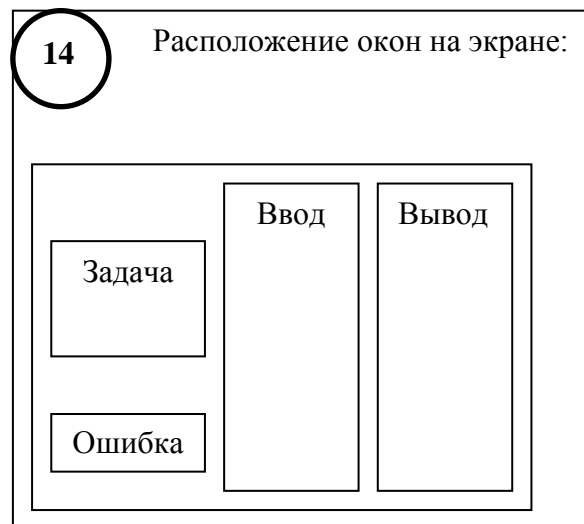 14
Расположение окон на экране:
Ввод
Вывод
Задача
Ошибка